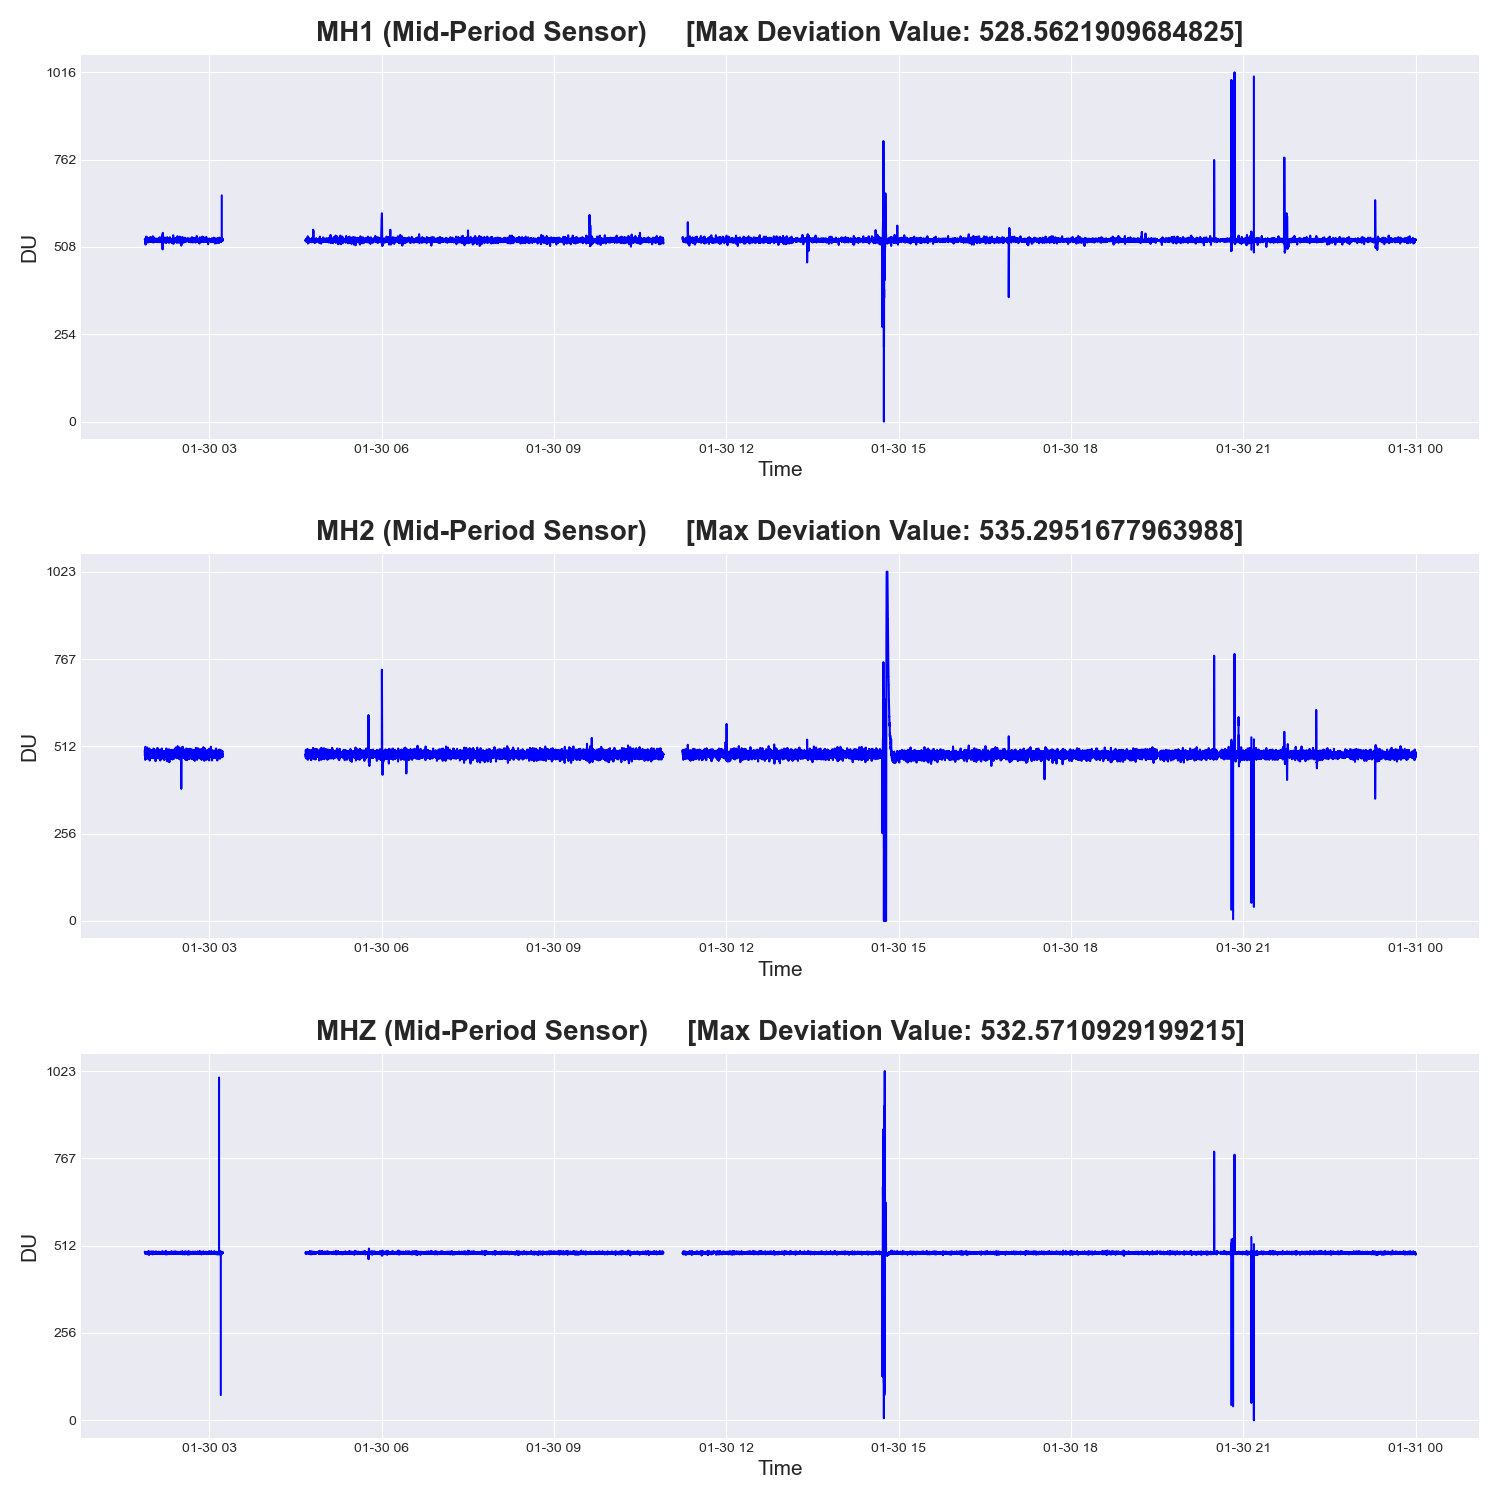 MH1 (Mid-Period Sensor) [Max Deviation Value: 528.5621909684825]
1016
762
508
254
0
DU
01-30 03 01-30 06 01-30 09 01-30 12 01-30 15 01-30 18 01-30 21 01-31 00
Time
MH2 (Mid-Period Sensor) [Max Deviation Value: 535.2951677963988]
1023
767
512
256
0
DU
01-30 03 01-30 06 01-30 09 01-30 12 01-30 15 01-30 18 01-30 21 01-31 00
Time
MHZ (Mid-Period Sensor) [Max Deviation Value: 532.5710929199215]
1023
767
512
256
0
DU
01-30 03 01-30 06 01-30 09 01-30 12 01-30 15 01-30 18 01-30 21 01-31 00
Time